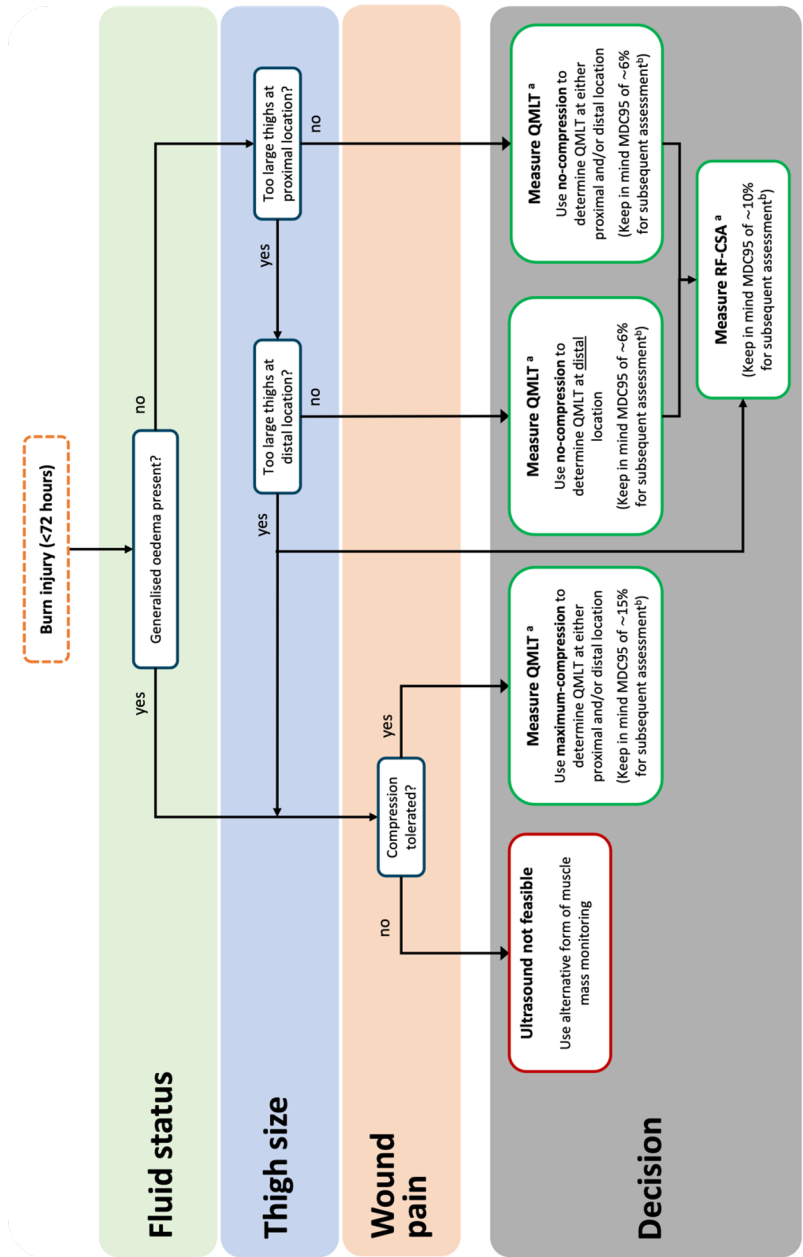 Burn injury (<72 hours)
Fluid status
Generalised oedema present?
yes
no
Thigh size
Too large thighs at
distal location?
yes
no
Too large thighs at
proximal location?
yes
no
Wound
pain
Compression
tolerated?
no
yes
Decision
Ultrasound not feasible
Use alternative form of muscle
mass monitoring
Measure QMLT ᵃ
Use maximum-compression to
determine QMLT at either
proximal and/or distal location
(Keep in mind MDC95 of ~15%
for subsequent assessmentᵇ)
Measure QMLT ᵃ
Use no-compression to
determine QMLT at distal
location
(Keep in mind MDC95 of ~6%
for subsequent assessmentᵇ)
Measure QMLT ᵃ
Use no-compression to
determine QMLT at either
proximal and/or distal location
(Keep in mind MDC95 of ~6%
for subsequent assessmentᵇ)
Measure RF-CSA ᵃ
(Keep in mind MDC95 of ~10%
for subsequent assessmentᵇ)